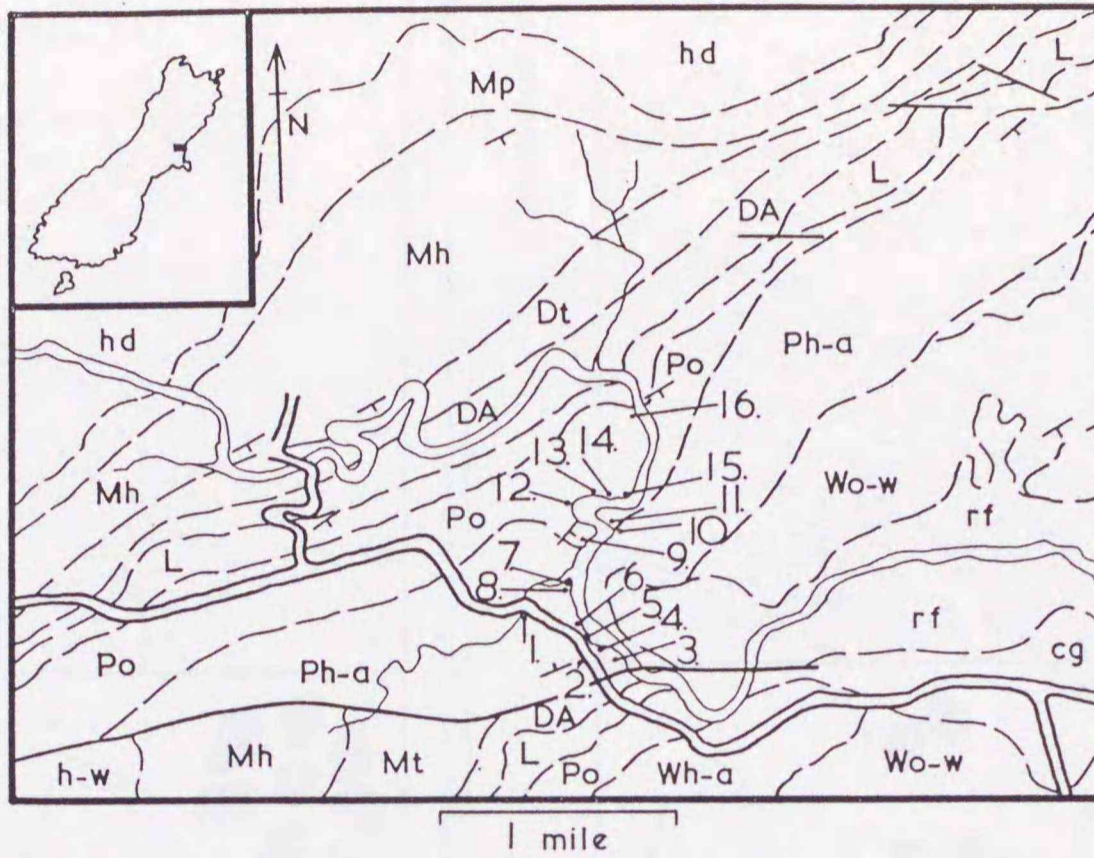 hd
L
Mp
N
L
DA
Mh
Dt
hd
Ph-a
Po
16.
DA
13. 14.
15.
Mh
12.
Wo-w
11.
Po
10.
rf
9.
7.
L
6.
8.
5.
4.
rf
1.
3.
cg
Po
Ph-a
2.
DA
Mh
Mt
L
h-w
Po
Wh-a
Wo-w
1 mile